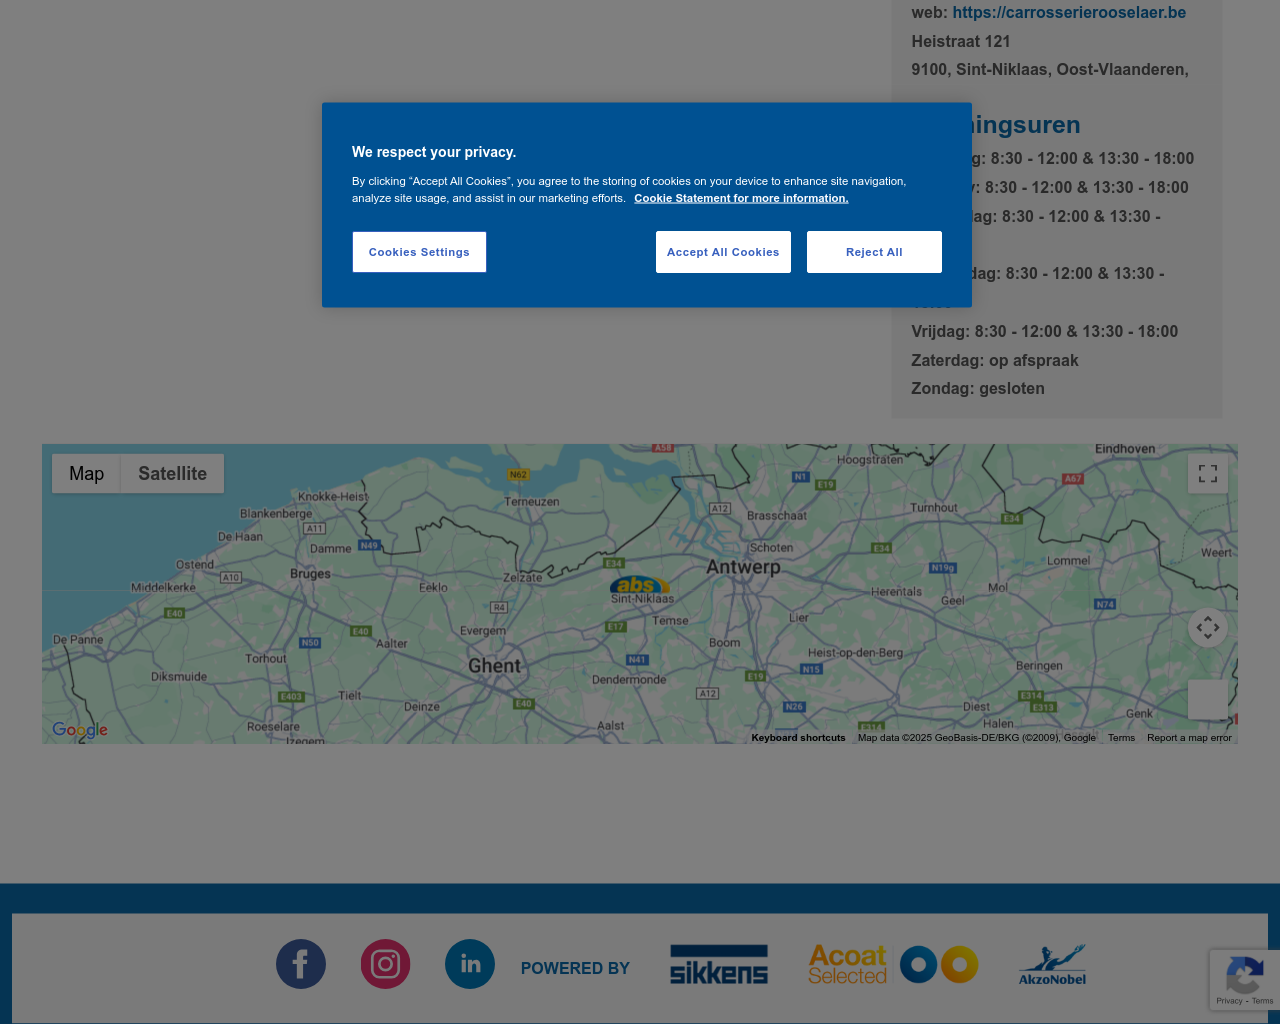 web: https://carrosserierooselaer.be
Heistraat 121
9100, Sint-Niklaas, Oost-Vlaanderen,
We respect your privacy.
By clicking “Accept All Cookies”, you agree to the storing of cookies on your device to enhance site navigation,
analyze site usage, and assist in our marketing efforts. Cookie Statement for more information.
Cookies Settings
Accept All Cookies
Reject All
8:30 - 12:00 & 13:30 - 18:00
8:30 - 12:00 & 13:30 - 18:00
8:30 - 12:00 & 13:30 -
8:30 - 12:00 & 13:30 -
Vrijdag: 8:30 - 12:00 & 13:30 - 18:00
Zaterdag: op afspraak
Zondag: gesloten
Map
Satellite
A58
Eindhoven
Hoogstraten
N62
N1
E19
A67
Knokke-Heist
Terneuzen
Blankenberge
A12
Brasschaat
Turnhout
E34
A11
De Haan
Damme
N49
Schoten
E34
Weert
Ostend
E34
Antwerp
Lommel
Bruges
A10
Zelzate
N19g
Middelkerke
Eeklo
abs
Mol
Sint-Niklaas
Herentals
Geel
N74
E40
R4
Temse
Lier
De Panne
N50
E40
Evergem
E17
Aalter
Boom
Heist-op-den-Berg
Torhout
Ghent
N41
N15
Beringen
Diksmuide
Dendermonde
E19
E403
Tielt
A12
E314
E313
Deinze
E40
N26
Diest
Genk
Roeselare
Aalst
E314
Halen
Izegem
Google
Keyboard shortcuts
Map data ©2025 GeoBasis-DE/BKG (©2009), Google
Terms
Report a map error
f
in
POWERED BY
sikkens
Acoat
Selected
AkzoNobel
Privacy - Terms